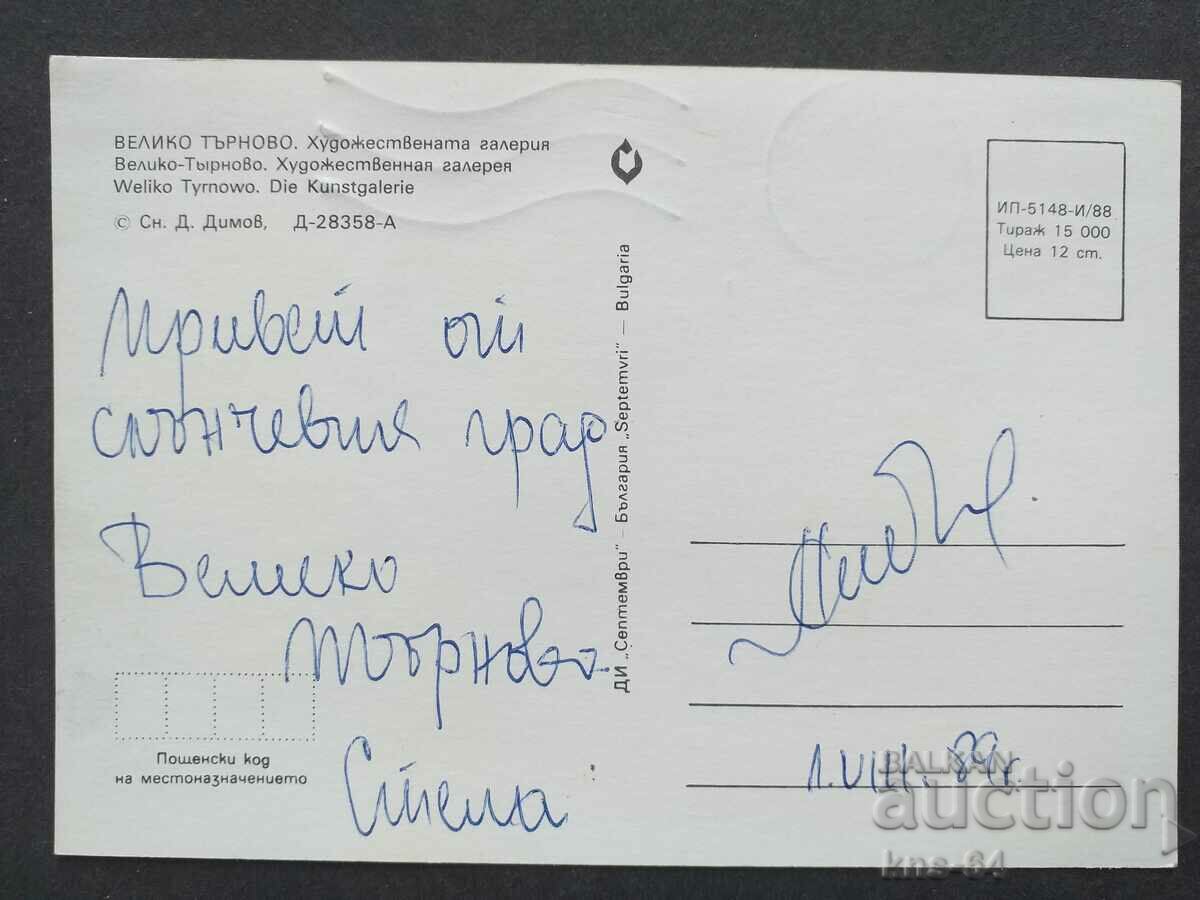 ВЕЛИКО ТЪРНОВО. Художествената галерия
Велико-Тырново. Художественная галерея
Weliko Tyrnowo. Die Kunstgalerie
© Сн. Д. Димов, Д-28358-А
Привет от
слънчевия град
Велико
Търново
Стела
Пощенски код
на местоназначението
ДИ „Септември" – България „Septemvri" – Bulgaria
ИП-5148-И/88
Тираж 15 000
Цена 12 ст.
1.VIII.89г.
BALKAN
auction
kns-64